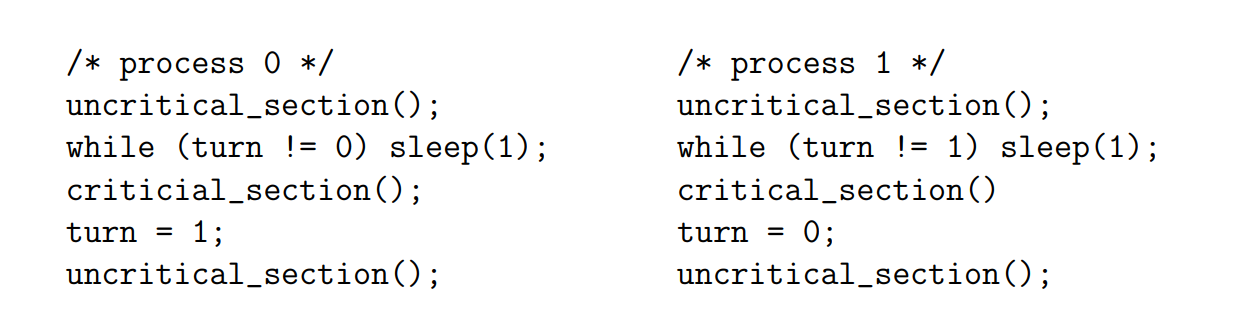 /* process 0 */
uncritical_section();
while (turn != 0) sleep(1);
criticial_section();
turn = 1;
uncritical_section();
/* process 1 */
uncritical_section();
while (turn != 1) sleep(1);
critical_section()
turn = 0;
uncritical_section();